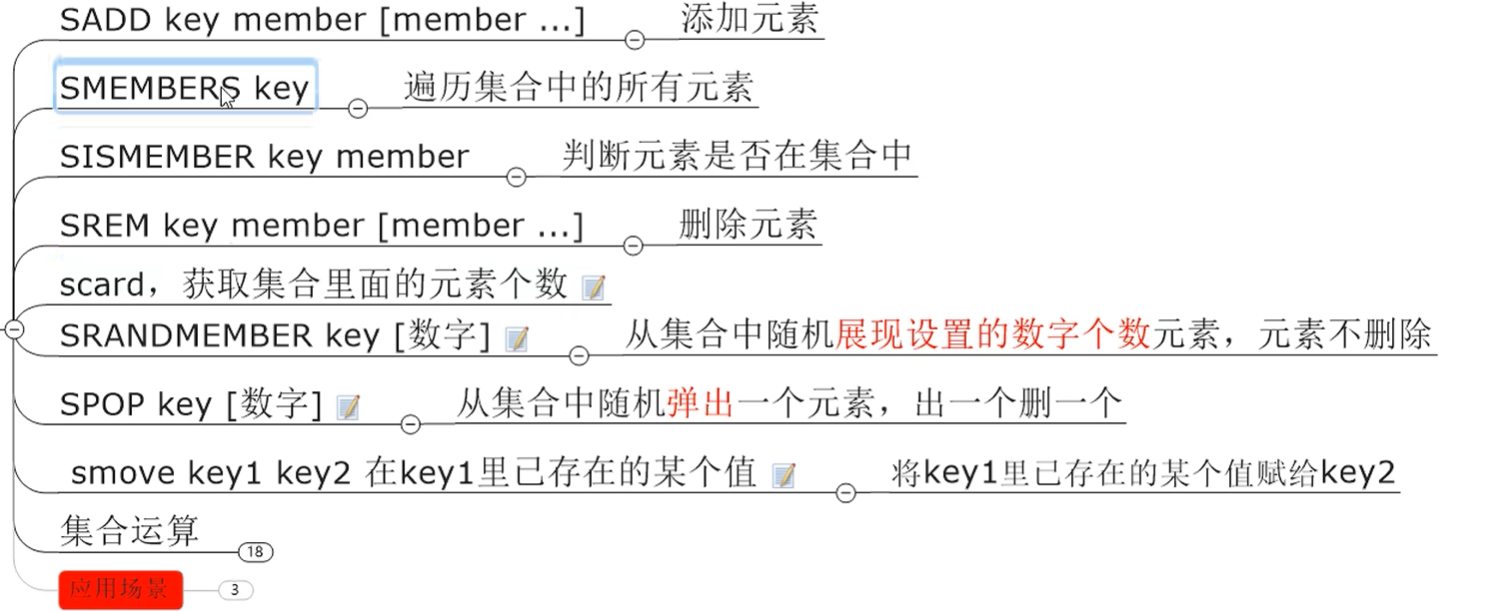 SADD key member [member ...] 添加元素
SMEMBERS key 遍历集合中的所有元素
SISMEMBER key member 判断元素是否在集合中
SREM key member [member ...] 删除元素
scard，获取集合里面的元素个数
SRANDMEMBER key [数字] 从集合中随机展现设置的数字个数元素，元素不删除
SPOP key [数字] 从集合中随机弹出一个元素，出一个删一个
smove key1 key2 在key1里已存在的某个值 将key1里已存在的某个值赋给key2
集合运算 18
应用场景 3